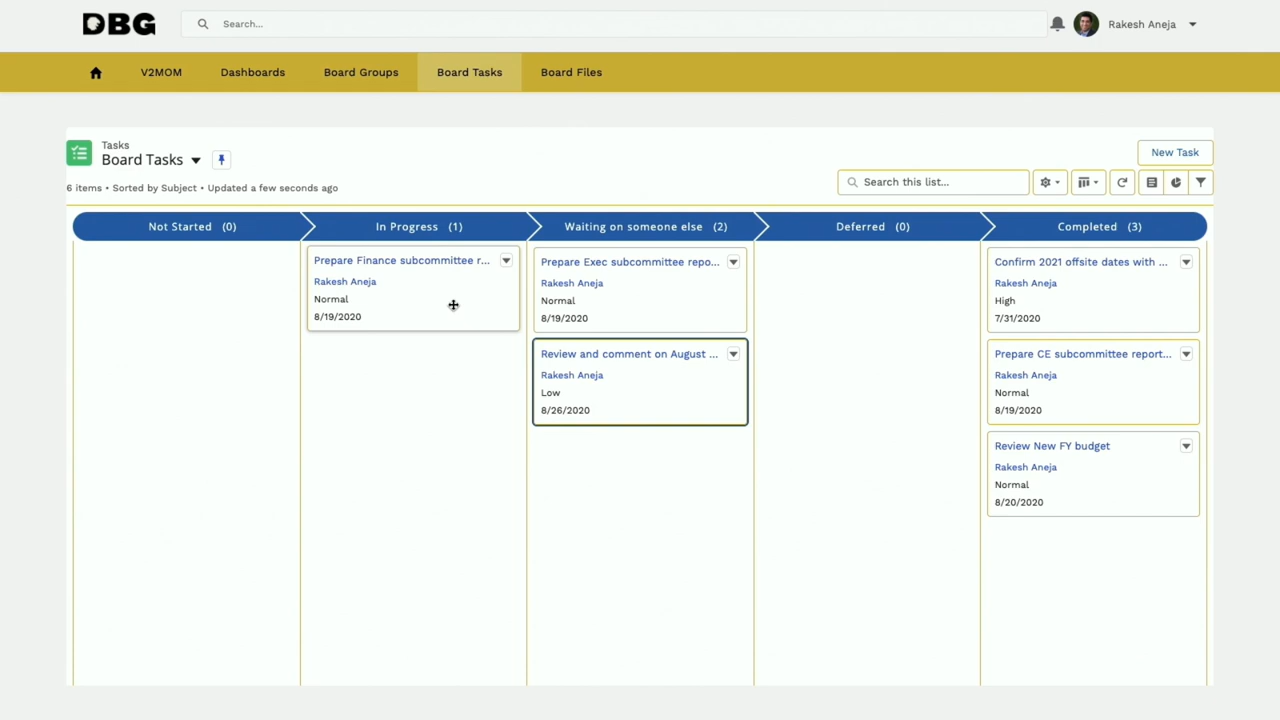 DBG
Search...
Rakesh Aneja
V2MOM
Dashboards
Board Groups
Board Tasks
Board Files
Tasks
Board Tasks
New Task
6 items • Sorted by Subject • Updated a few seconds ago
Search this list...
Not Started (0)
In Progress (1)
Waiting on someone else (2)
Deferred (0)
Completed (3)
Prepare Finance subcommittee r...
Rakesh Aneja
Normal
8/19/2020
Prepare Exec subcommittee repo...
Rakesh Aneja
Normal
8/19/2020
Review and comment on August ...
Rakesh Aneja
Low
8/26/2020
Confirm 2021 offsite dates with ...
Rakesh Aneja
High
7/31/2020
Prepare CE subcommittee report...
Rakesh Aneja
Normal
8/19/2020
Review New FY budget
Rakesh Aneja
Normal
8/20/2020